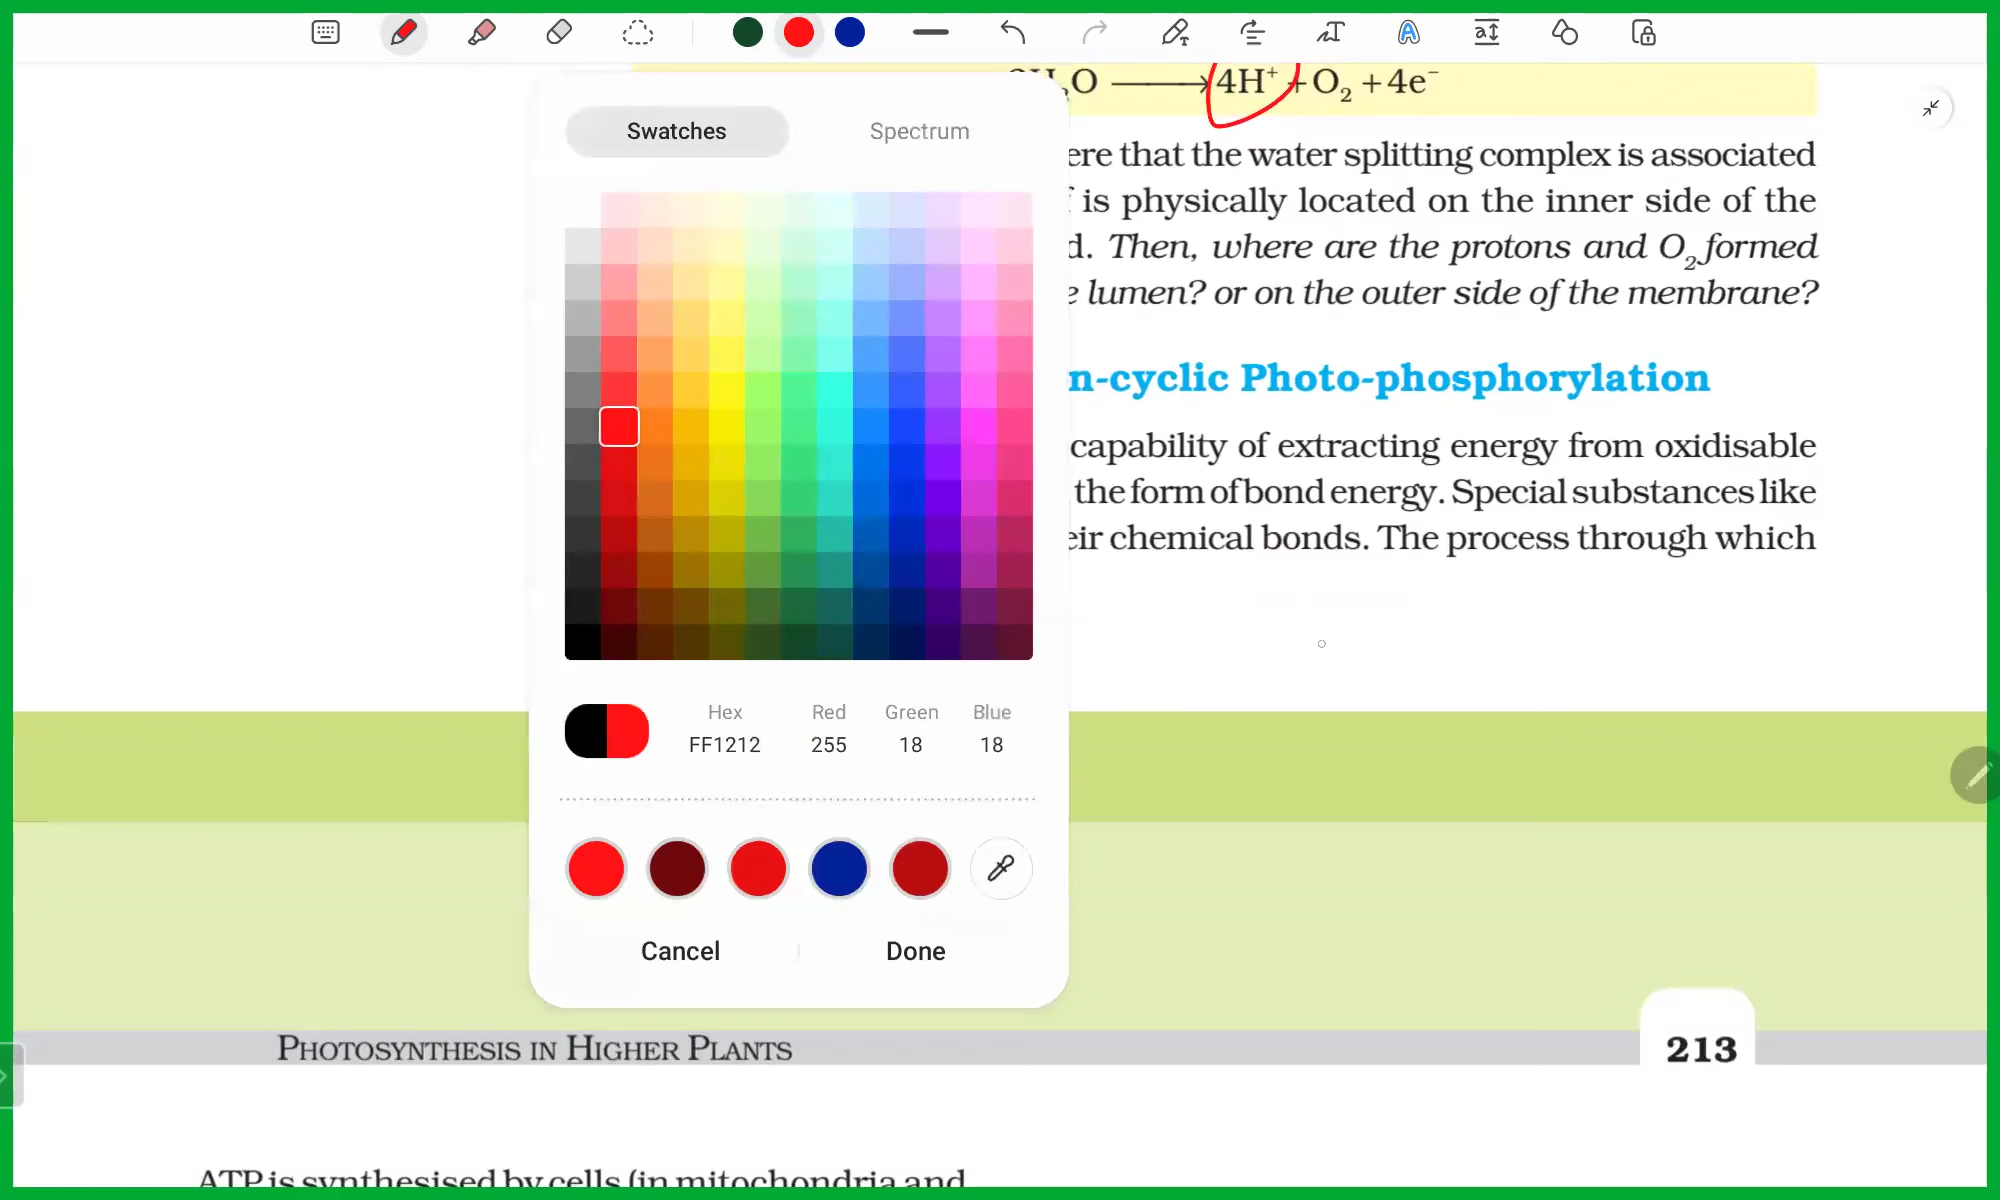 O ⟶ 4H⁺ + O₂ + 4e⁻
Swatches
Spectrum
ere that the water splitting complex is associated
is physically located on the inner side of the
d. Then, where are the protons and O₂ formed
e lumen? or on the outer side of the membrane?
n-cyclic Photo-phosphorylation
capability of extracting energy from oxidisable
the form of bond energy. Special substances like
eir chemical bonds. The process through which
Hex Red Green Blue
FF1212 255 18 18
Cancel
Done
PHOTOSYNTHESIS IN HIGHER PLANTS
213
ATP is synthesised by cells (in mitochondria and